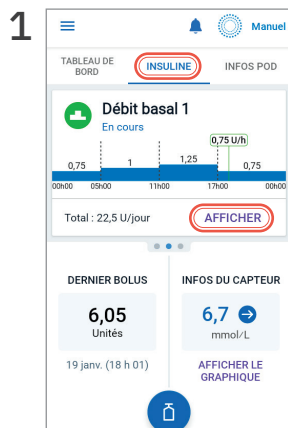 1
Manuel
TABLEAU DE
BORD
INSULINE
INFOS POD
Débit basal 1
En cours
0,75 U/h
0,75 1 1,25 0,75
00h00 05h00 11h00 17h00 00h00
Total : 22,5 U/jour
AFFICHER
DERNIER BOLUS
6,05
Unités
19 janv. (18 h 01)
INFOS DU CAPTEUR
6,7
mmol/L
AFFICHER LE
GRAPHIQUE